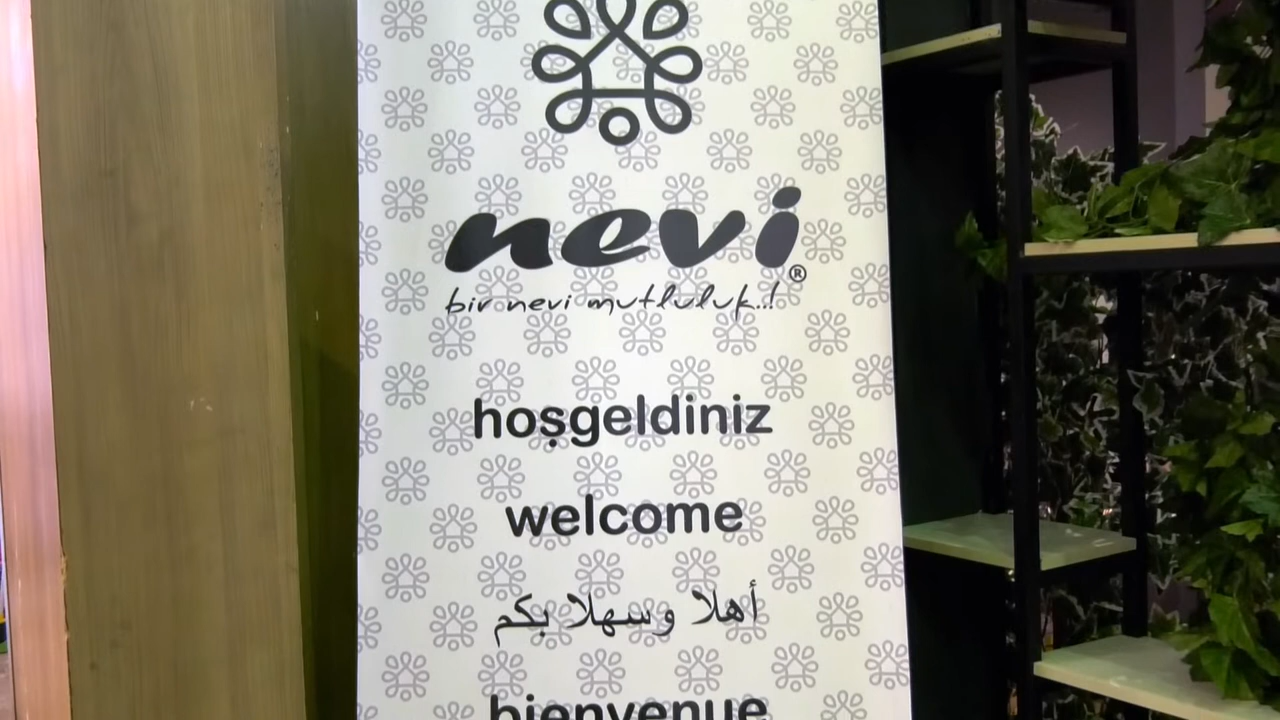 nevi®
bir nevi mutluluk..!
hoşgeldiniz
welcome
أهلا وسهلا بكم
bienvenue